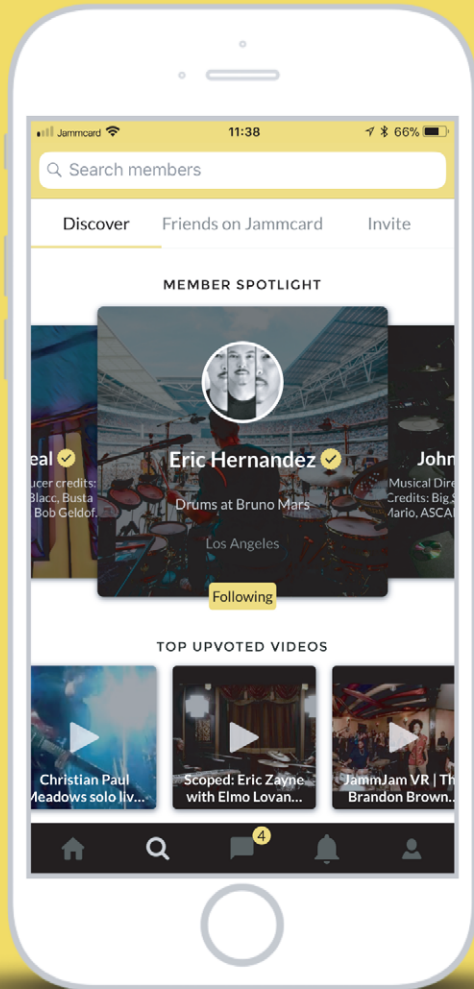 Jammcard
11:38
66%
Search members
Discover
Friends on Jammcard
Invite
MEMBER SPOTLIGHT
eal
ucer credits:
Blacc, Busta
Bob Geldof.
Eric Hernandez
Drums at Bruno Mars
Los Angeles
Following
John
Musical Dire
Credits: Big S
Mario, ASCA
TOP UPVOTED VIDEOS
Christian Paul
Meadows solo liv...
Scoped: Eric Zayne
with Elmo Lovan...
JammJam VR | Th
Brandon Brown..
4